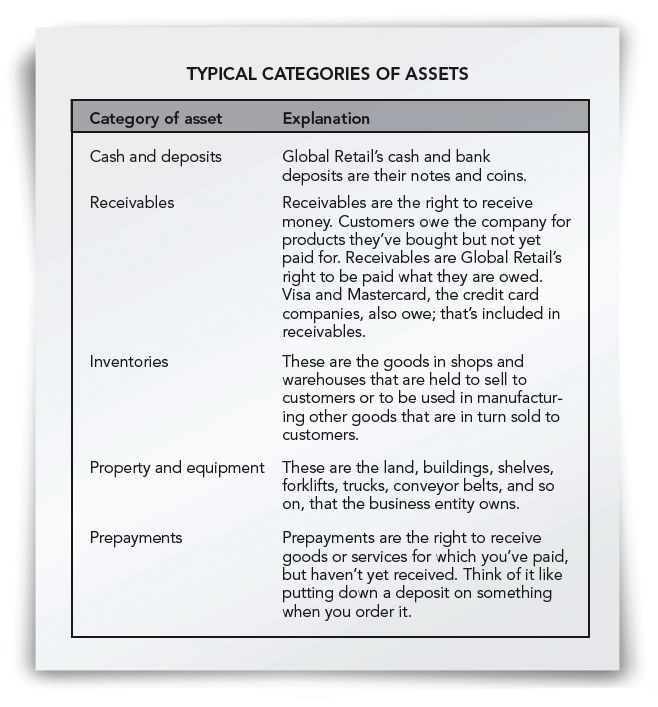 TYPICAL CATEGORIES OF ASSETS
Category of asset Explanation
Cash and deposits Global Retail's cash and bank
deposits are their notes and coins.
Receivables Receivables are the right to receive
money. Customers owe the company for
products they've bought but not yet
paid for. Receivables are Global Retail's
right to be paid what they are owed.
Visa and Mastercard, the credit card
companies, also owe; that's included in
receivables.
Inventories These are the goods in shops and
warehouses that are held to sell to
customers or to be used in manufactur-
ing other goods that are in turn sold to
customers.
Property and equipment These are the land, buildings, shelves,
forklifts, trucks, conveyor belts, and so
on, that the business entity owns.
Prepayments Prepayments are the right to receive
goods or services for which you've paid,
but haven't yet received. Think of it like
putting down a deposit on something
when you order it.